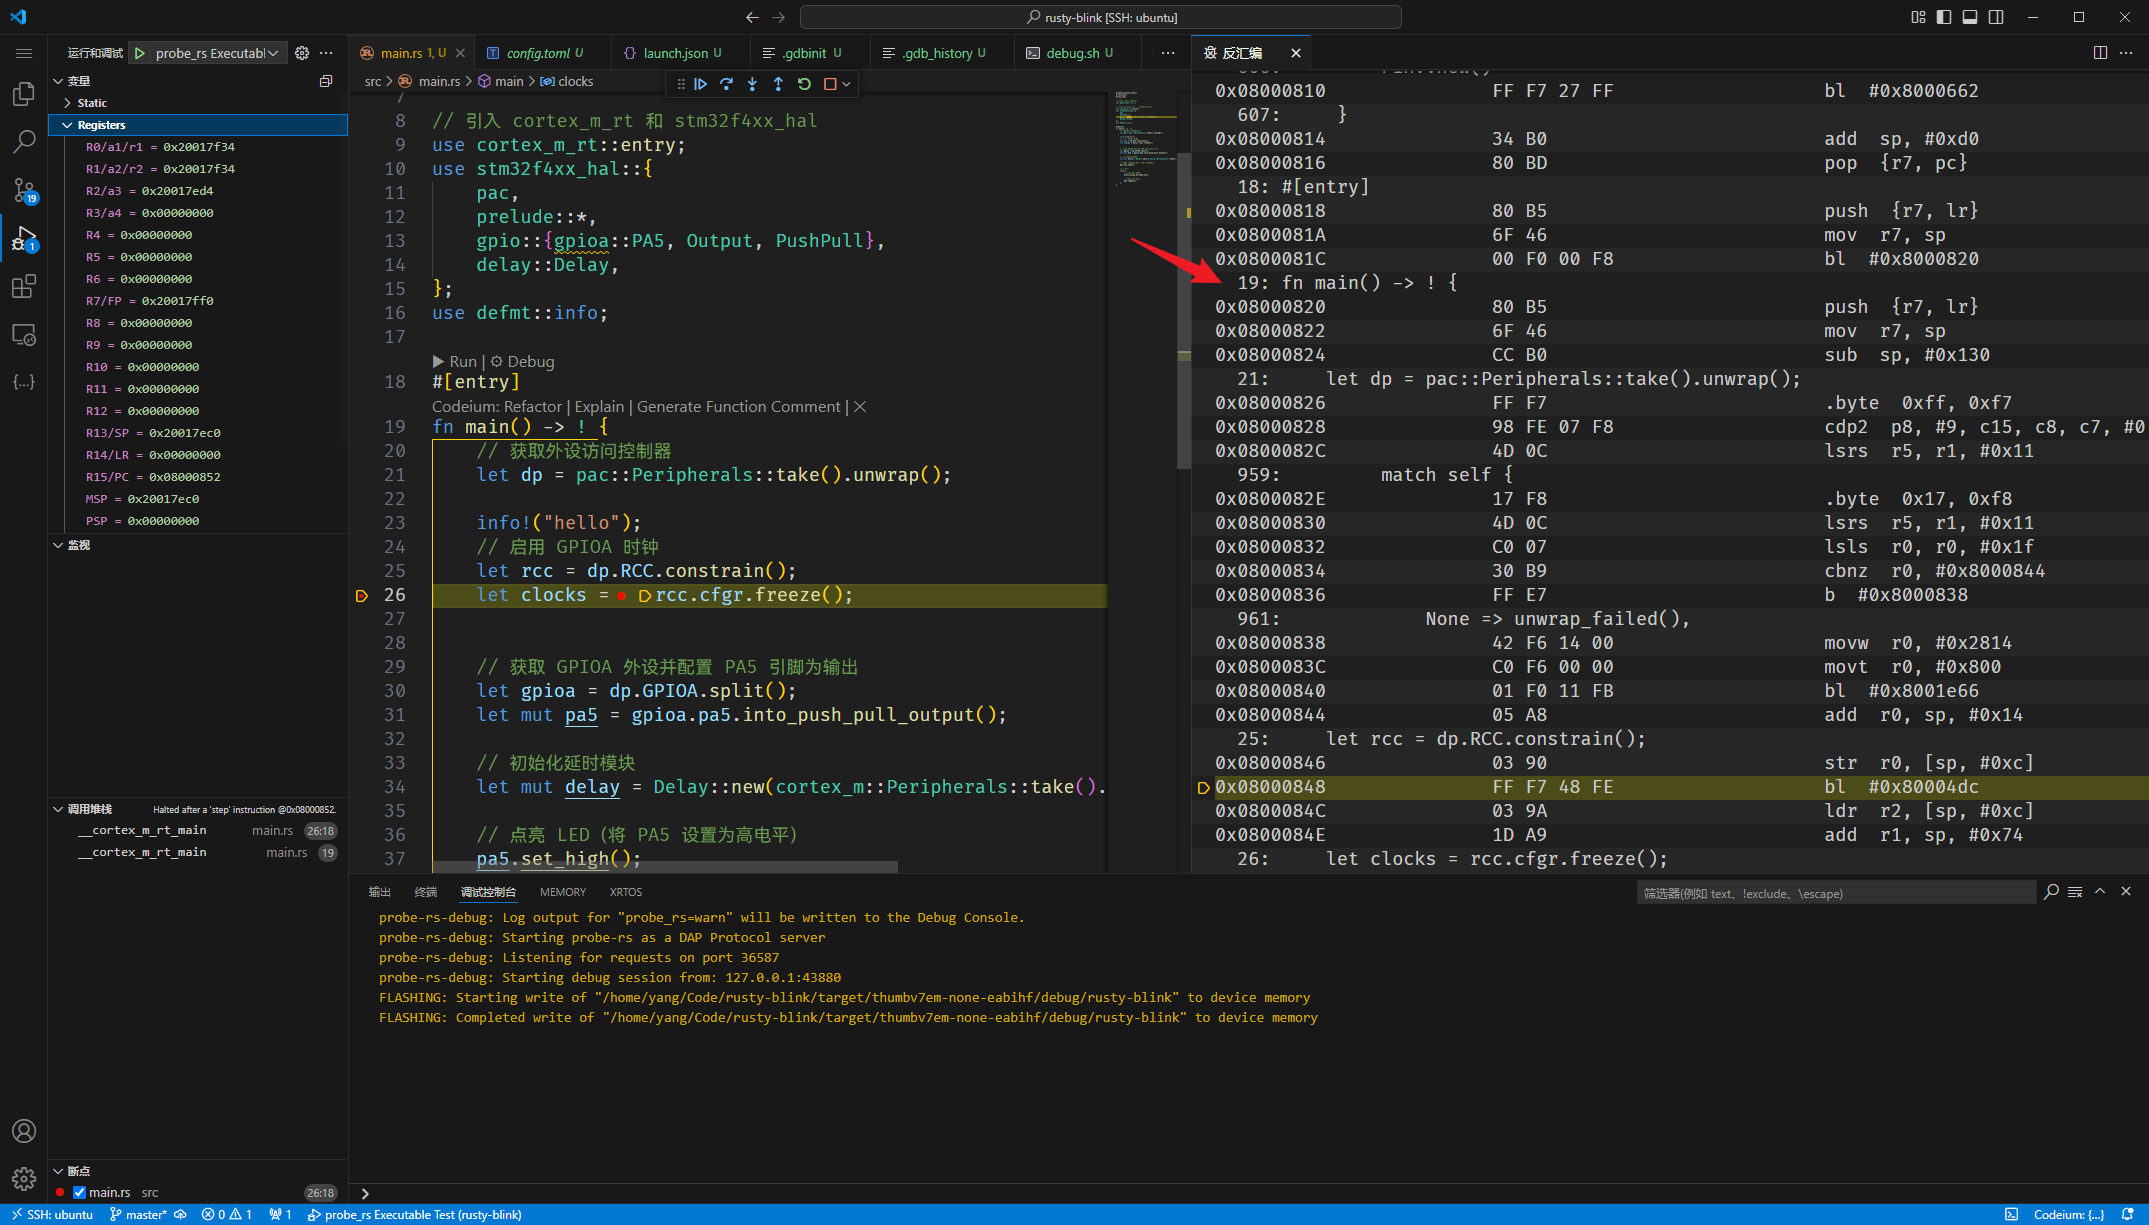 rusty-blink [SSH: ubuntu]
运行和调试 probe_rs Executabl
变量
Static
Registers
R0/a1/r1 = 0x20017f34
R1/a2/r2 = 0x20017f34
R2/a3 = 0x20017ed4
R3/a4 = 0x00000000
R4 = 0x00000000
R5 = 0x00000000
R6 = 0x00000000
R7/FP = 0x20017ff0
R8 = 0x00000000
R9 = 0x00000000
R10 = 0x00000000
R11 = 0x00000000
R12 = 0x00000000
R13/SP = 0x20017ec0
R14/LR = 0x00000000
R15/PC = 0x08000852
MSP = 0x20017ec0
PSP = 0x00000000
监视
调用堆栈 Halted after a 'step' instruction @0x08000852.
__cortex_m_rt_main main.rs 26:18
__cortex_m_rt_main main.rs 19
断点
main.rs src 26:18
19
1
main.rs 1, U
config.toml U
launch.json U
.gdbinit U
.gdb_history U
debug.sh U
src > main.rs > main > clocks
7
8 // 引入 cortex_m_rt 和 stm32f4xx_hal
9 use cortex_m_rt::entry;
10 use stm32f4xx_hal::{
11 pac,
12 prelude::*,
13 gpio::{gpioa::PA5, Output, PushPull},
14 delay::Delay,
15 };
16 use defmt::info;
17
Run | Debug
18 #[entry]
Codeium: Refactor | Explain | Generate Function Comment | ×
19 fn main() -> ! {
20 // 获取外设访问控制器
21 let dp = pac::Peripherals::take().unwrap();
22
23 info!("hello");
24 // 启用 GPIOA 时钟
25 let rcc = dp.RCC.constrain();
26 let clocks = rcc.cfgr.freeze();
27
28
29 // 获取 GPIOA 外设并配置 PA5 引脚为输出
30 let gpioa = dp.GPIOA.split();
31 let mut pa5 = gpioa.pa5.into_push_pull_output();
32
33 // 初始化延时模块
34 let mut delay = Delay::new(cortex_m::Peripherals::take().
35
36 // 点亮 LED (将 PA5 设置为高电平)
37 pa5.set_high();
反汇编
0x08000810 FF F7 27 FF bl #0x8000662
607: }
0x08000814 34 B0 add sp, #0xd0
0x08000816 80 BD pop {r7, pc}
18: #[entry]
0x08000818 80 B5 push {r7, lr}
0x0800081A 6F 46 mov r7, sp
0x0800081C 00 F0 00 F8 bl #0x8000820
19: fn main() -> ! {
0x08000820 80 B5 push {r7, lr}
0x08000822 6F 46 mov r7, sp
0x08000824 CC B0 sub sp, #0x130
21: let dp = pac::Peripherals::take().unwrap();
0x08000826 FF F7 .byte 0xff, 0xf7
0x08000828 98 FE 07 F8 cdp2 p8, #9, c15, c8, c7, #0
0x0800082C 4D 0C lsrs r5, r1, #0x11
959: match self {
0x0800082E 17 F8 .byte 0x17, 0xf8
0x08000830 4D 0C lsrs r5, r1, #0x11
0x08000832 C0 07 lsls r0, r0, #0x1f
0x08000834 30 B9 cbnz r0, #0x8000844
0x08000836 FF E7 b #0x8000838
961: None => unwrap_failed(),
0x08000838 42 F6 14 00 movw r0, #0x2814
0x0800083C C0 F6 00 00 movt r0, #0x800
0x08000840 01 F0 11 FB bl #0x8001e66
0x08000844 05 A8 add r0, sp, #0x14
25: let rcc = dp.RCC.constrain();
0x08000846 03 90 str r0, [sp, #0xc]
0x08000848 FF F7 48 FE bl #0x80004dc
0x0800084C 03 9A ldr r2, [sp, #0xc]
0x0800084E 1D A9 add r1, sp, #0x74
26: let clocks = rcc.cfgr.freeze();
输出 终端 调试控制台 MEMORY XRTOS
筛选器(例如 text、!exclude、\escape)
probe-rs-debug: Log output for "probe_rs=warn" will be written to the Debug Console.
probe-rs-debug: Starting probe-rs as a DAP Protocol server
probe-rs-debug: Listening for requests on port 36587
probe-rs-debug: Starting debug session from: 127.0.0.1:43880
FLASHING: Starting write of "/home/yang/Code/rusty-blink/target/thumbv7em-none-eabihf/debug/rusty-blink" to device memory
FLASHING: Completed write of "/home/yang/Code/rusty-blink/target/thumbv7em-none-eabihf/debug/rusty-blink" to device memory
SSH: ubuntu master* 0 1 1 probe_rs Executable Test (rusty-blink) Codeium: {...}